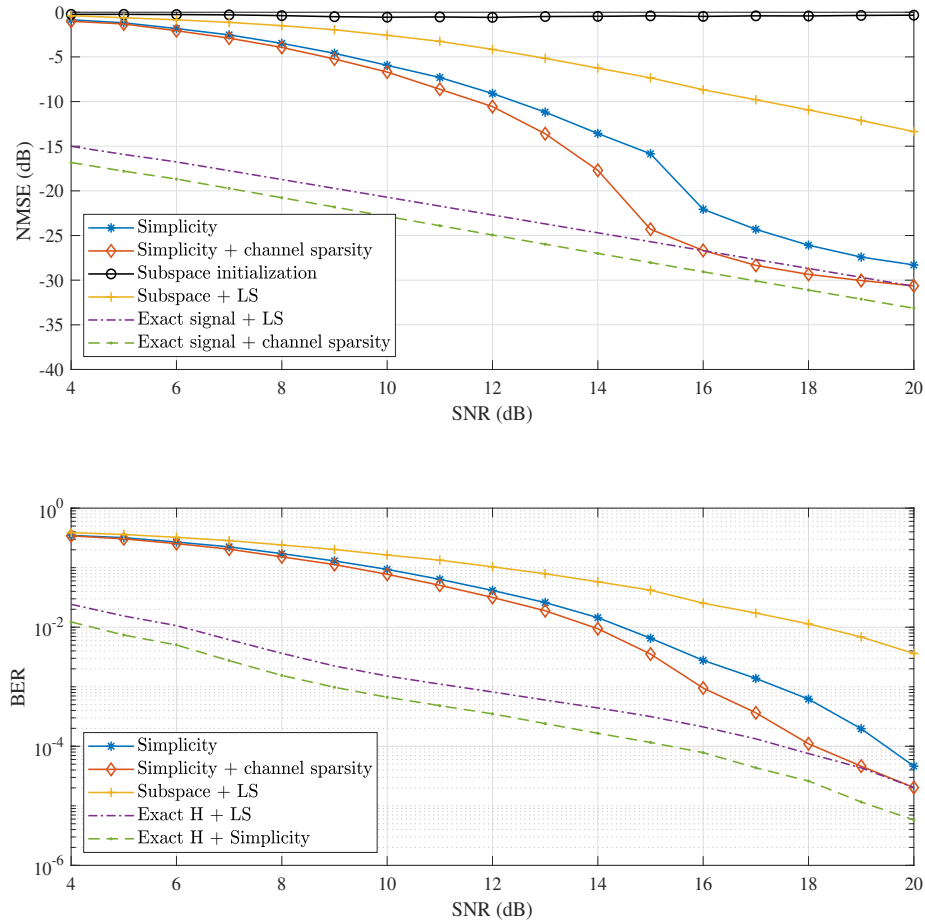 0
-5
-10
-15
-20
-25
-30
-35
-40
NMSE (dB)
Simplicity
Simplicity + channel sparsity
Subspace initialization
Subspace + LS
Exact signal + LS
Exact signal + channel sparsity
4 6 8 10 12 14 16 18 20
SNR (dB)
10^0
10^-2
10^-4
10^-6
BER
Simplicity
Simplicity + channel sparsity
Subspace + LS
Exact H + LS
Exact H + Simplicity
4 6 8 10 12 14 16 18 20
SNR (dB)